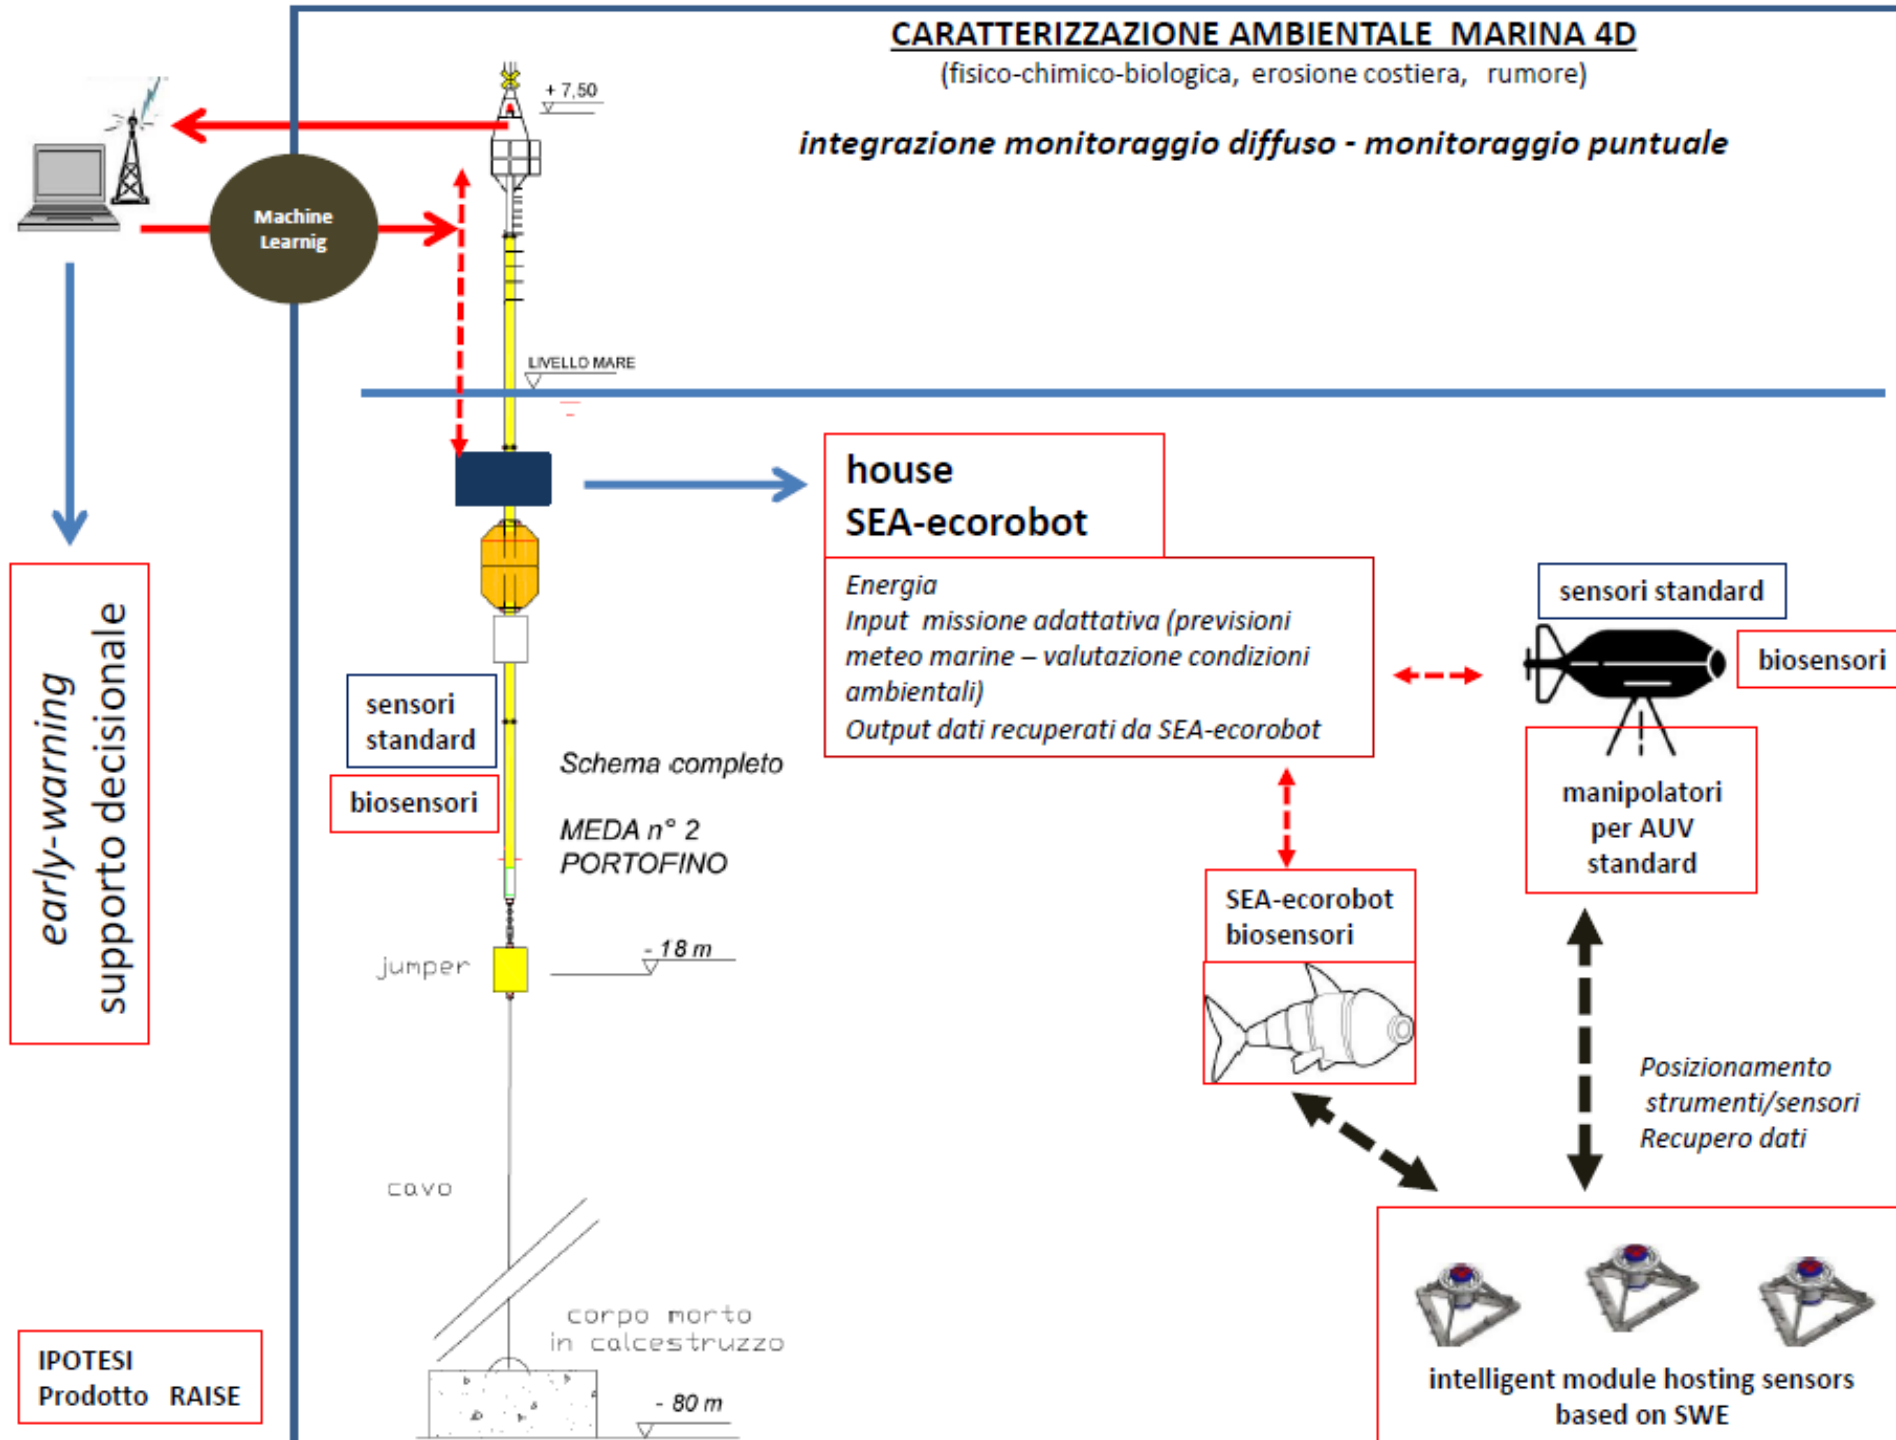 CARATTERIZZAZIONE AMBIENTALE  MARINA 4D
(fisico-chimico-biologica, erosione costiera, rumore)
integrazione monitoraggio diffuso - monitoraggio puntuale
+ 7,50
Machine
Learnig
LIVELLO MARE
house
SEA-ecorobot
Energia
Input missione adattativa (previsioni
meteo marine – valutazione condizioni
ambientali)
Output dati recuperati da SEA-ecorobot
sensori standard
biosensori
manipolatori
per AUV
standard
early-warning
supporto decisionale
sensori
standard
biosensori
Schema completo
MEDA n° 2
PORTOFINO
SEA-ecorobot
biosensori
jumper
- 18 m
Posizionamento
strumenti/sensori
Recupero dati
cavo
corpo morto
in calcestruzzo
- 80 m
intelligent module hosting sensors
based on SWE
IPOTESI
Prodotto RAISE